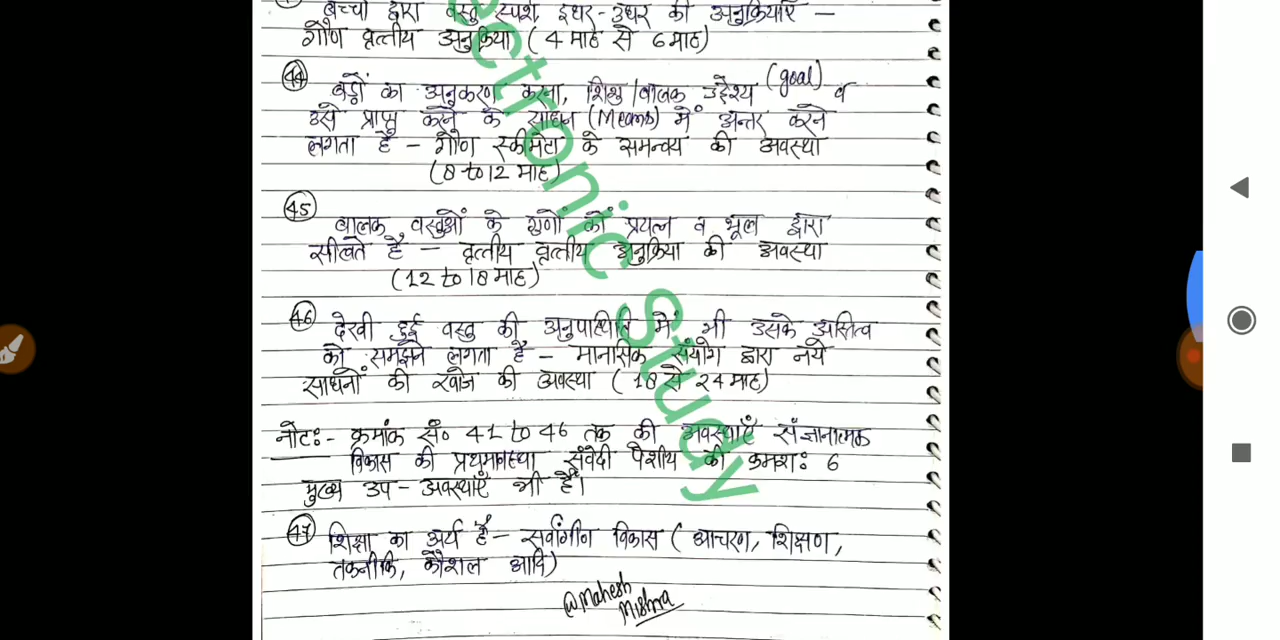 बच्चों द्वारा वस्तु स्पर्श, इधर-उधर की अनुक्रियाएँ —
गौण वृत्तीय अनुक्रिया ( 4 माह से 6 माह)
(44) बड़ों का अनुकरण करना, शिशु/बालक उद्देश्य (goal) व
उसे प्राप्त करने के साधन (Means) में अन्तर करने
लगता है - गौण स्कीमेटा के समन्वय की अवस्था
(8 to 12 माह)
(45) बालक वस्तुओं के गुणों को प्रयत्न व भूल द्वारा
सीखते हैं — वृत्तीय वृत्तीय अनुक्रिया की अवस्था
(12 to 18 माह)
(46) देखी हुई वस्तु की अनुपस्थिति में भी उसके अस्तित्व
को समझने लगता है - मानसिक संयोग द्वारा नये
साधनों की खोज की अवस्था ( 18 से 24 माह)
नोट:- क्रमांक सं० 41 to 46 तक की अवस्थाएँ संज्ञानात्मक
विकास की प्रथमावस्था संवेदी पेशीय की क्रमश: 6
मुख्य उप-अवस्थाएँ भी हैं।
(47) शिक्षा का अर्थ है - सर्वांगीण विकास ( आचरण, शिक्षण,
तकनीकि, कौशल आदि)
@Mahesh
Mishra
ctronic Study